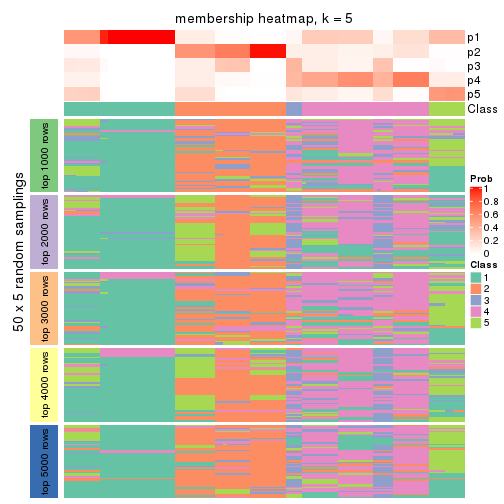 membership heatmap, k = 5
p1
p2
p3
p4
p5
Class
50 x 5 random samplings
top 1000 rows
top 2000 rows
top 3000 rows
top 4000 rows
top 5000 rows
Prob
1
0.8
0.6
0.4
0.2
0
Class
1
2
3
4
5